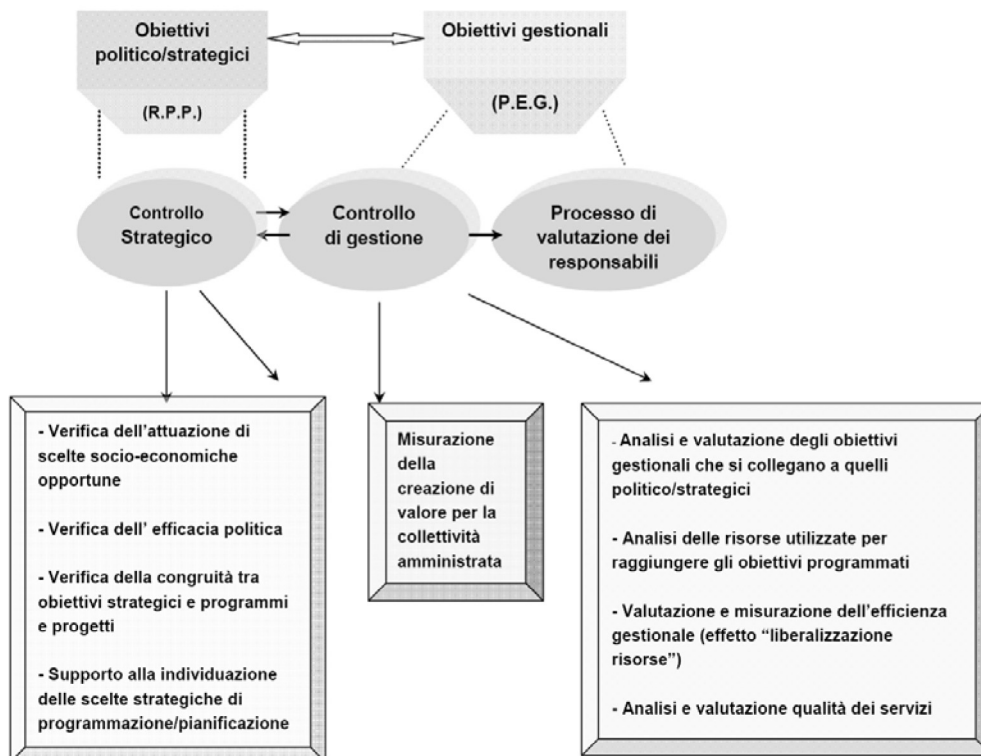 Obiettivi
politico/strategici
(R.P.P.)
Obiettivi gestionali
(P.E.G.)
Controllo
Strategico
Controllo
di gestione
Processo di
valutazione dei
responsabili
- Verifica dell'attuazione di
scelte socio-economiche
opportune
- Verifica dell' efficacia politica
- Verifica della congruità tra
obiettivi strategici e programmi
e progetti
- Supporto alla individuazione
delle scelte strategiche di
programmazione/pianificazione
Misurazione
della
creazione di
valore per la
collettività
amministrata
- Analisi e valutazione degli obiettivi
gestionali che si collegano a quelli
politico/strategici
- Analisi delle risorse utilizzate per
raggiungere gli obiettivi programmati
- Valutazione e misurazione dell'efficienza
gestionale (effetto "liberalizzazione
risorse")
- Analisi e valutazione qualità dei servizi